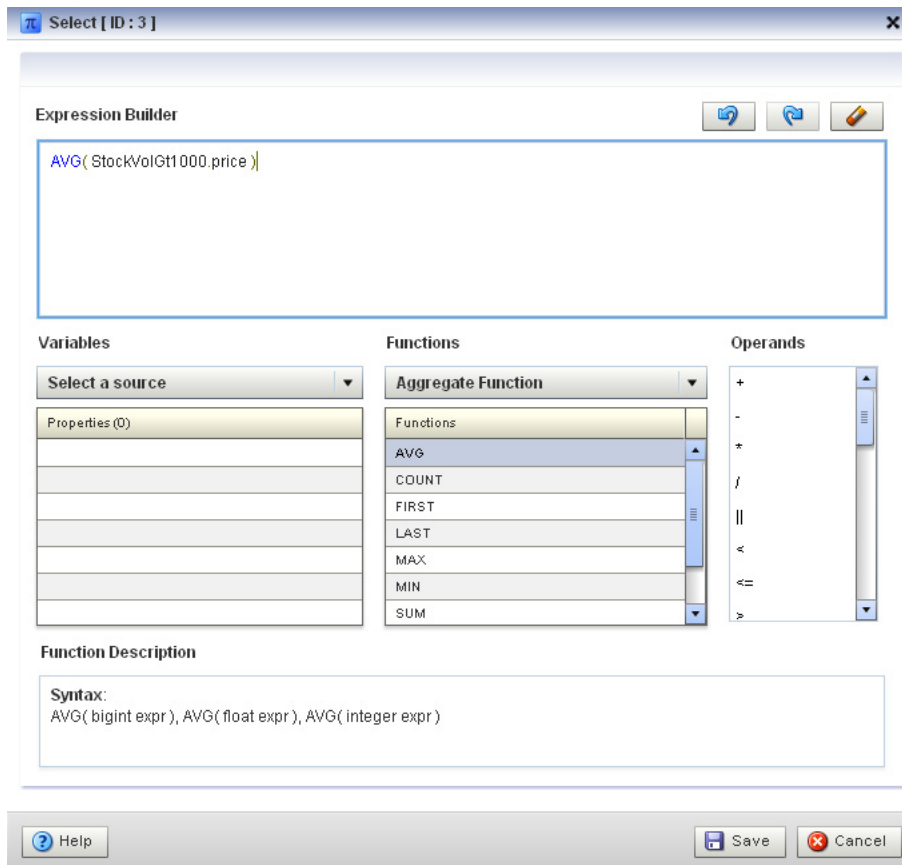 π Select [ ID : 3 ]
Expression Builder
AVG( StockVolGt1000.price )
Variables Functions Operands
Select a source Aggregate Function
Properties (0) Functions
AVG
COUNT
FIRST
LAST
MAX
MIN
SUM
+
-
*
/
||
<
<=
>
Function Description
Syntax:
AVG( bigint expr ), AVG( float expr ), AVG( integer expr )
? Help Save Cancel